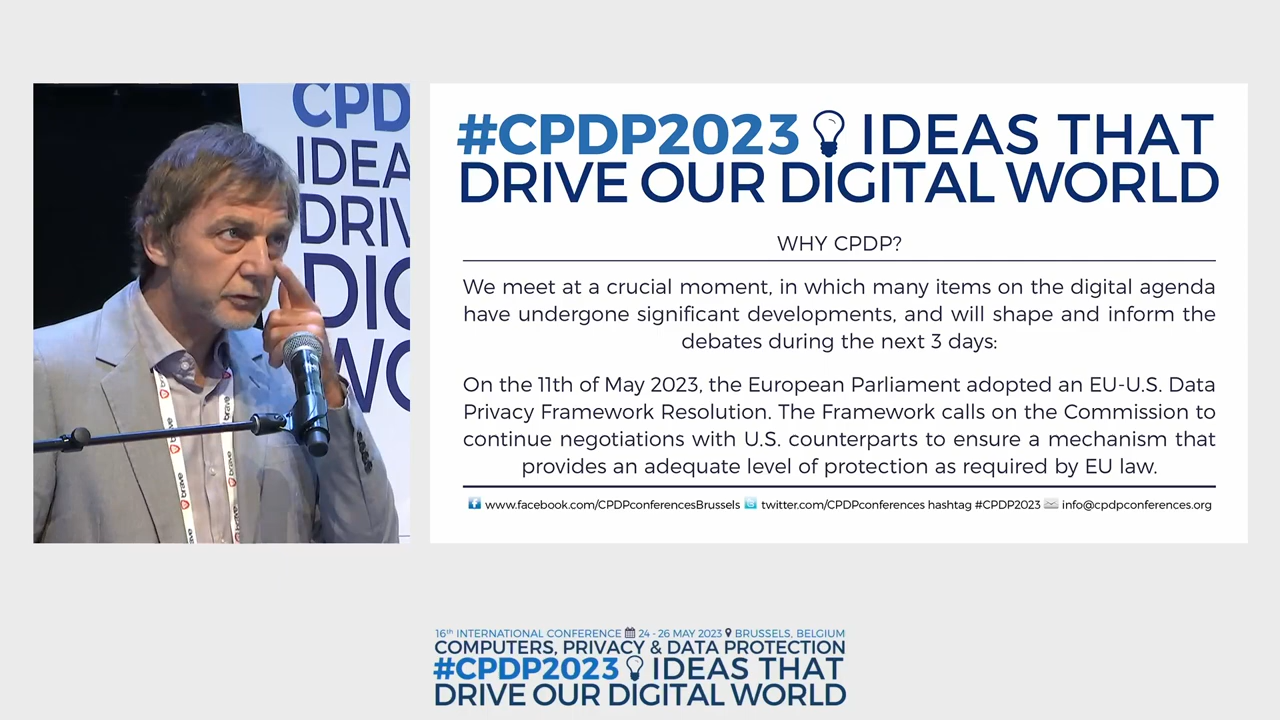 CPD
IDEA
DRIV
DIG
WO
brave
brave
brave
brave
#CPDP2023 IDEAS THAT
DRIVE OUR DIGITAL WORLD
WHY CPDP?
We meet at a crucial moment, in which many items on the digital agenda
have undergone significant developments, and will shape and inform the
debates during the next 3 days:
On the 11th of May 2023, the European Parliament adopted an EU-U.S. Data
Privacy Framework Resolution. The Framework calls on the Commission to
continue negotiations with U.S. counterparts to ensure a mechanism that
provides an adequate level of protection as required by EU law.
www.facebook.com/CPDPconferencesBrussels twitter.com/CPDPconferences hashtag #CPDP2023 info@cpdpconferences.org
16th INTERNATIONAL CONFERENCE 24 - 26 MAY 2023 BRUSSELS, BELGIUM
COMPUTERS, PRIVACY & DATA PROTECTION
#CPDP2023 IDEAS THAT
DRIVE OUR DIGITAL WORLD